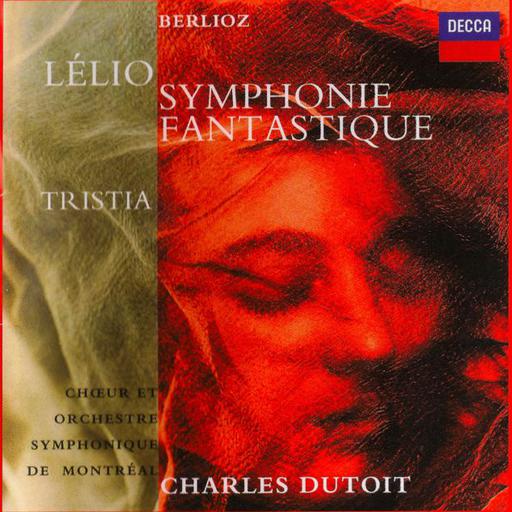 BERLIOZ
DECCA
LÉLIO
SYMPHONIE
FANTASTIQUE
TRISTIA
CHŒUR ET
ORCHESTRE
SYMPHONIQUE
DE MONTRÉAL
CHARLES DUTOIT